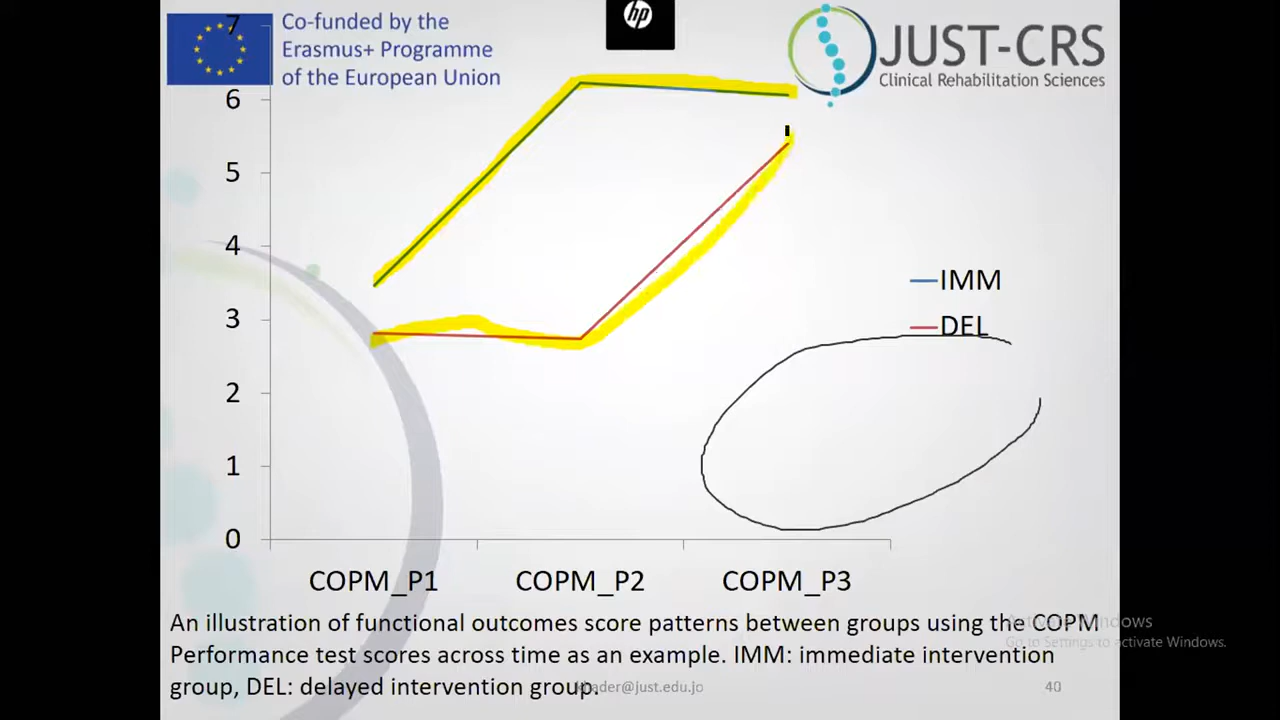 Co-funded by the
Erasmus+ Programme
of the European Union
hp
JUST-CRS
Clinical Rehabilitation Sciences
7
6
5
4
3
2
1
0
IMM
DEL
COPM_P1 COPM_P2 COPM_P3
An illustration of functional outcomes score patterns between groups using the COPM
Performance test scores across time as an example. IMM: immediate intervention
group, DEL: delayed intervention group.
Activate Windows
Go to Settings to activate Windows.
@just.edu.jo
40